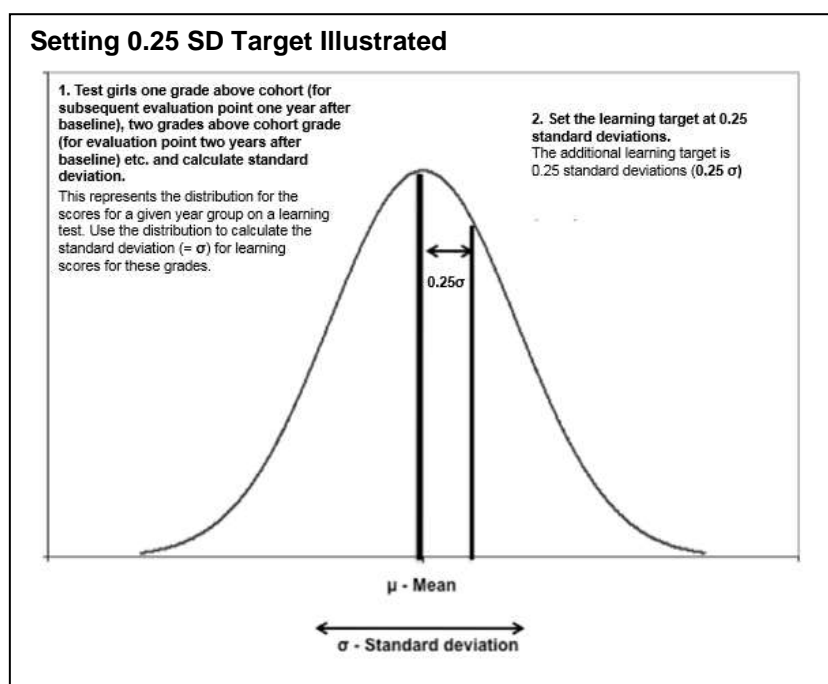 Setting 0.25 SD Target Illustrated
1. Test girls one grade above cohort (for
subsequent evaluation point one year after
baseline), two grades above cohort grade
(for evaluation point two years after
baseline) etc. and calculate standard
deviation.
This represents the distribution for the
scores for a given year group on a learning
test. Use the distribution to calculate the
standard deviation (= σ) for learning
scores for these grades.
2. Set the learning target at 0.25
standard deviations.
The additional learning target is
0.25 standard deviations (0.25 σ)
0.25σ
μ - Mean
σ - Standard deviation